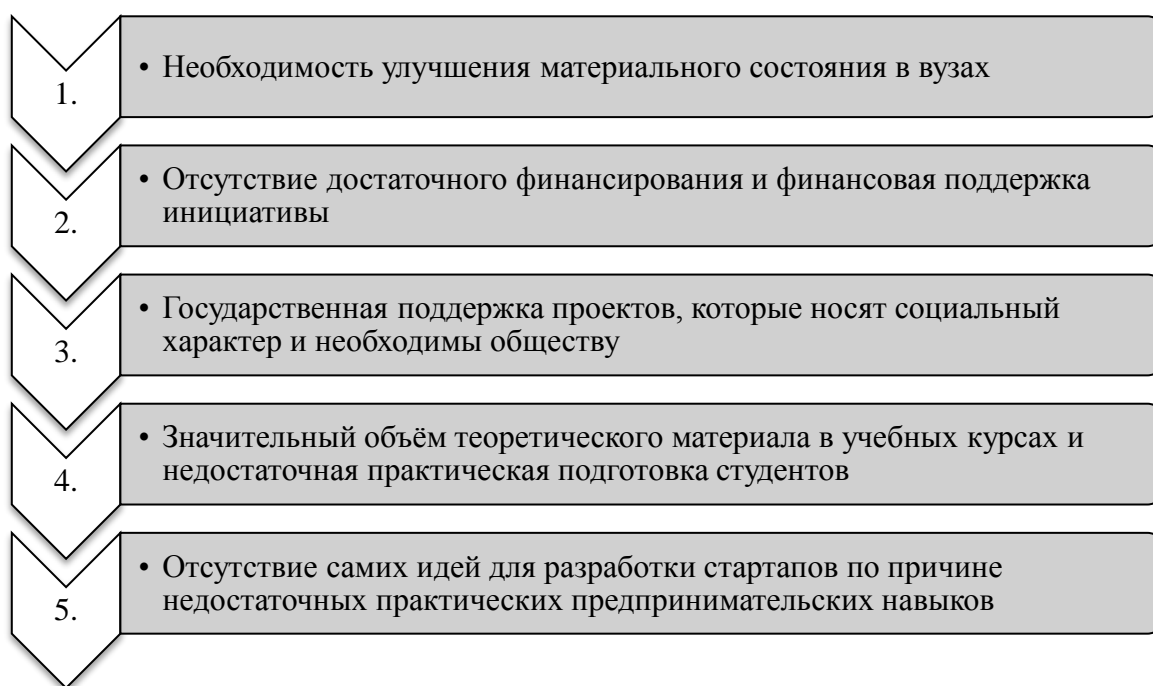 1.
• Необходимость улучшения материального состояния в вузах
2.
• Отсутствие достаточного финансирования и финансовая поддержка
инициативы
3.
• Государственная поддержка проектов, которые носят социальный
характер и необходимы обществу
4.
• Значительный объём теоретического материала в учебных курсах и
недостаточная практическая подготовка студентов
5.
• Отсутствие самих идей для разработки стартапов по причине
недостаточных практических предпринимательских навыков